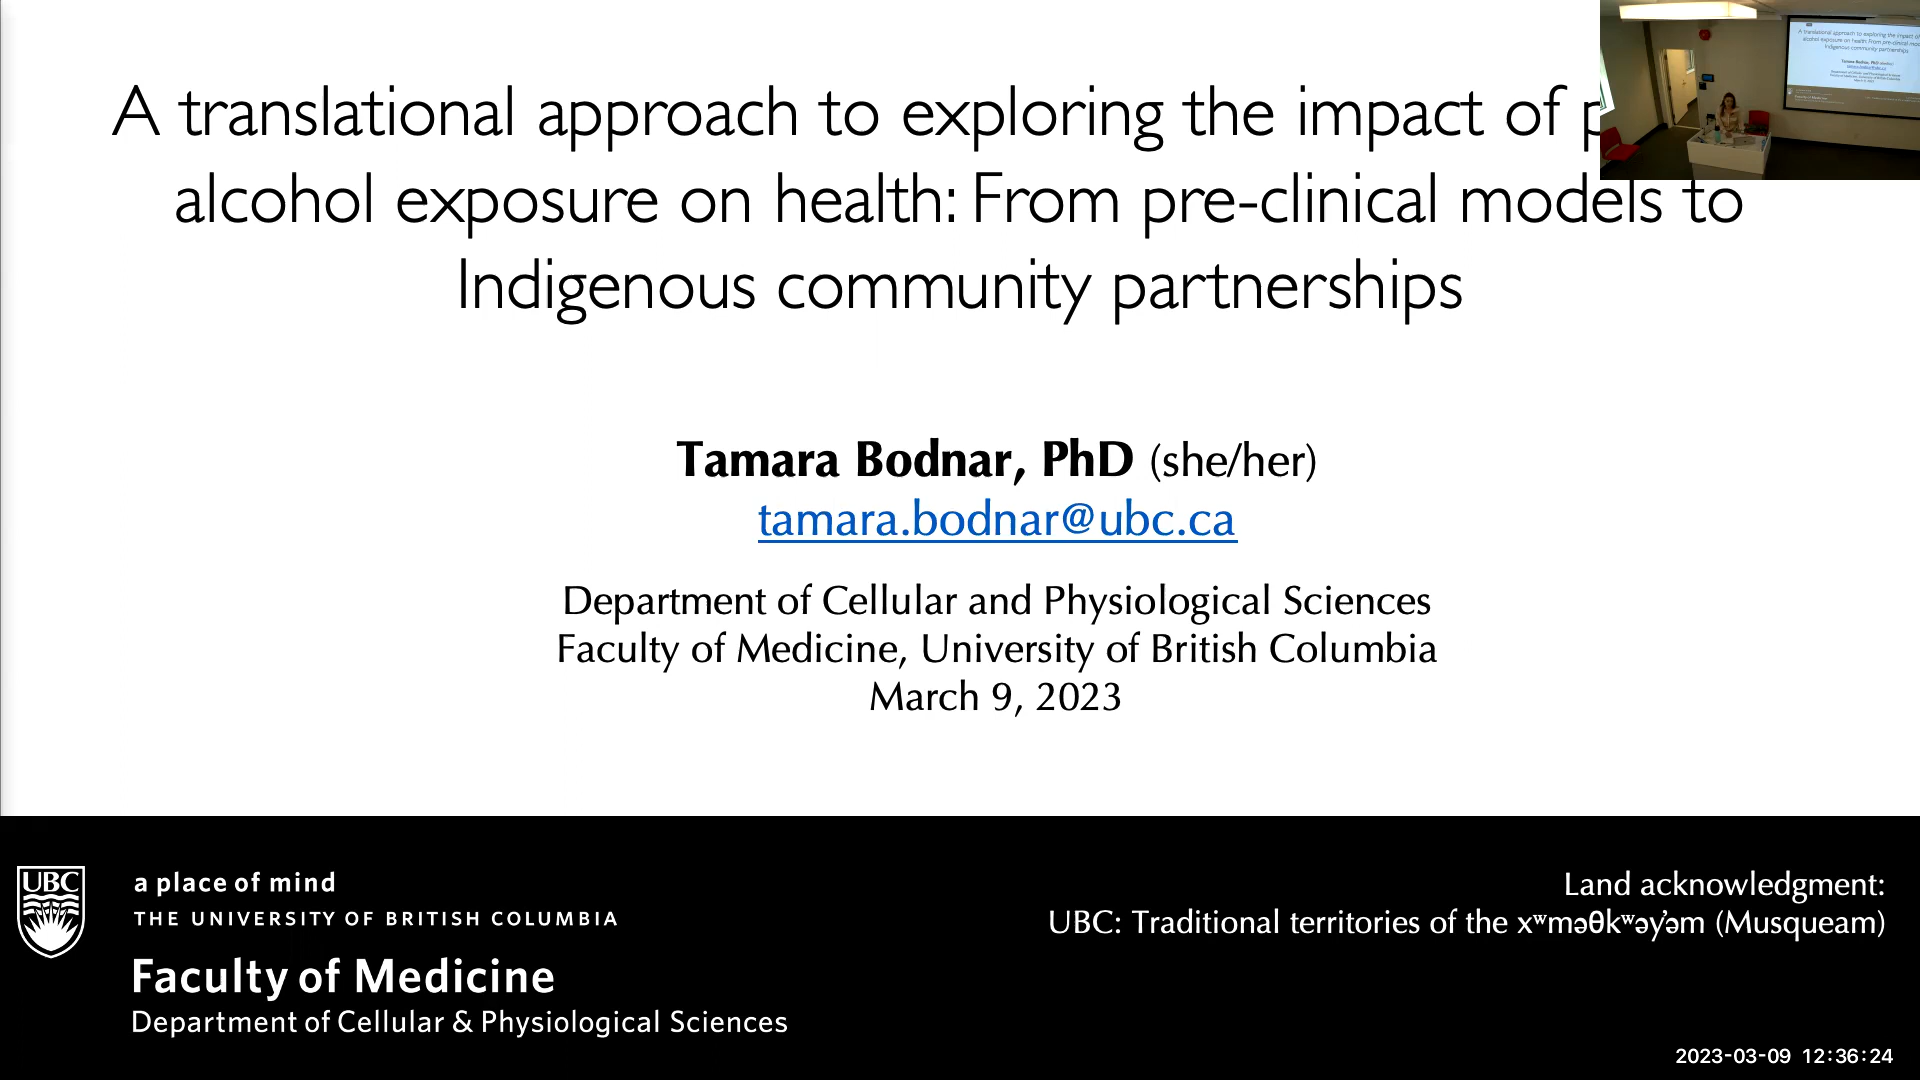 A translational approach to exploring the impact of
alcohol exposure on health: From pre-clinical models to
Indigenous community partnerships
Tamara Bodnar, PhD (she/her)
tamara.bodnar@ubc.ca
Department of Cellular and Physiological Sciences
Faculty of Medicine, University of British Columbia
March 9, 2023
UBC
a place of mind
THE UNIVERSITY OF BRITISH COLUMBIA
Faculty of Medicine
Department of Cellular & Physiological Sciences
Land acknowledgment:
UBC: Traditional territories of the xʷməθkʷəy̓əm (Musqueam)
2023-03-09 12:36:24